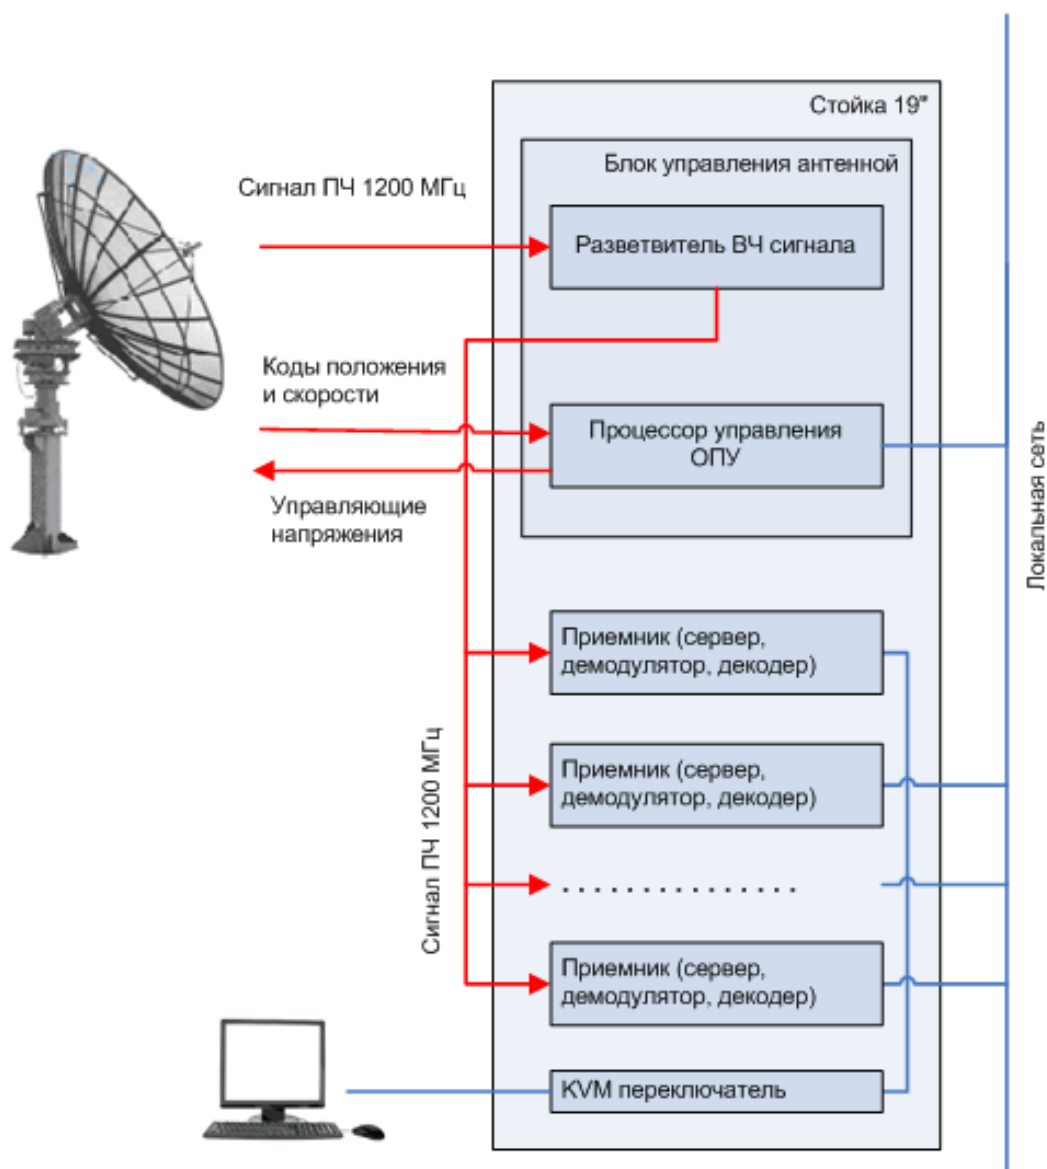 Стойка 19"
Блок управления антенной
Сигнал ПЧ 1200 МГц
Разветвитель ВЧ сигнала
Коды положения
и скорости
Процессор управления
ОПУ
Управляющие
напряжения
Локальная сеть
Приемник (сервер,
демодулятор, декодер)
Сигнал ПЧ 1200 МГц
Приемник (сервер,
демодулятор, декодер)
. . . . . . . . . . . . . . .
Приемник (сервер,
демодулятор, декодер)
KVM переключатель